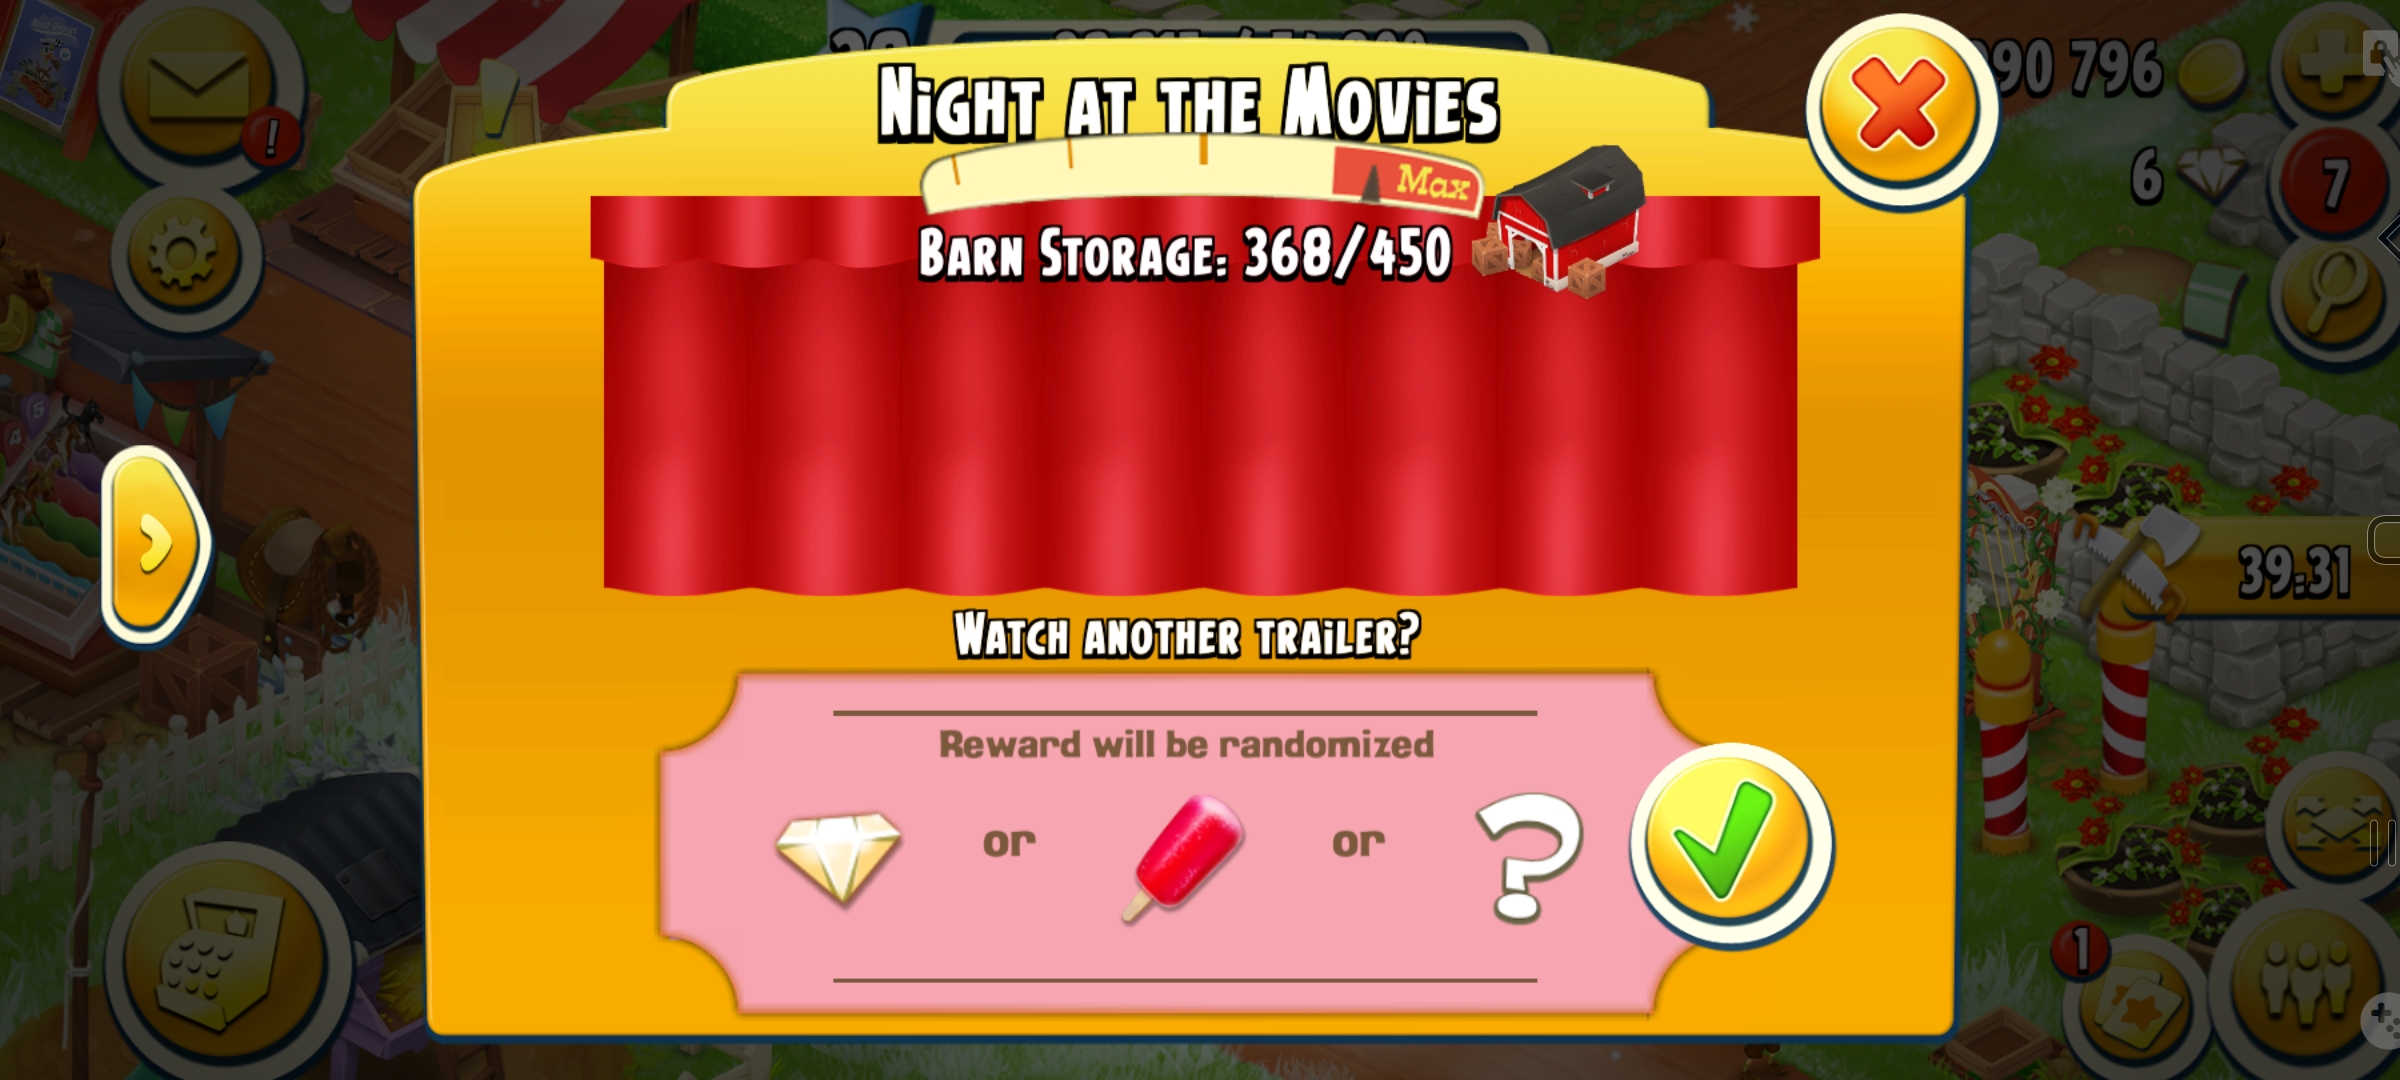 Night at the Movies
90 796
Max
6
7
Barn Storage: 368/450
39:31
Watch another trailer?
Reward will be randomized
or
or
?
1